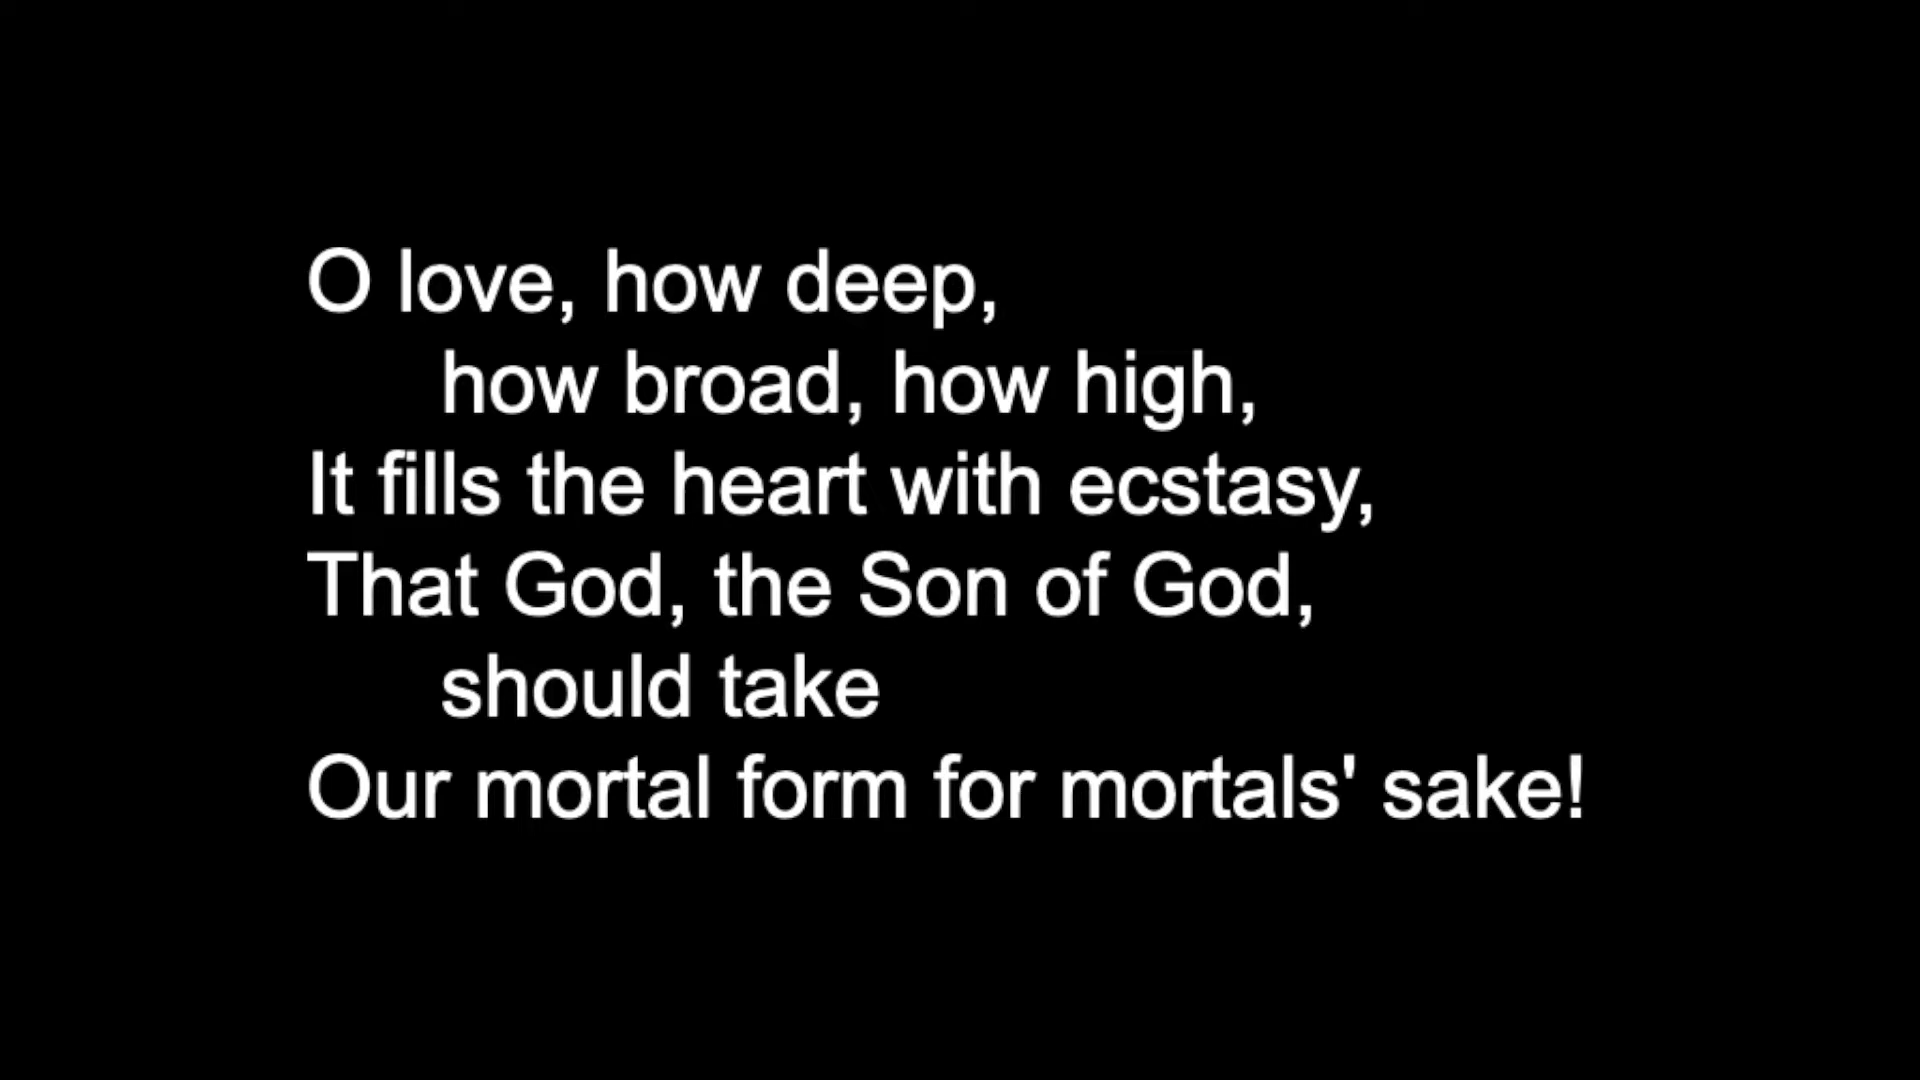 O love, how deep,
how broad, how high,
It fills the heart with ecstasy,
That God, the Son of God,
should take
Our mortal form for mortals' sake!